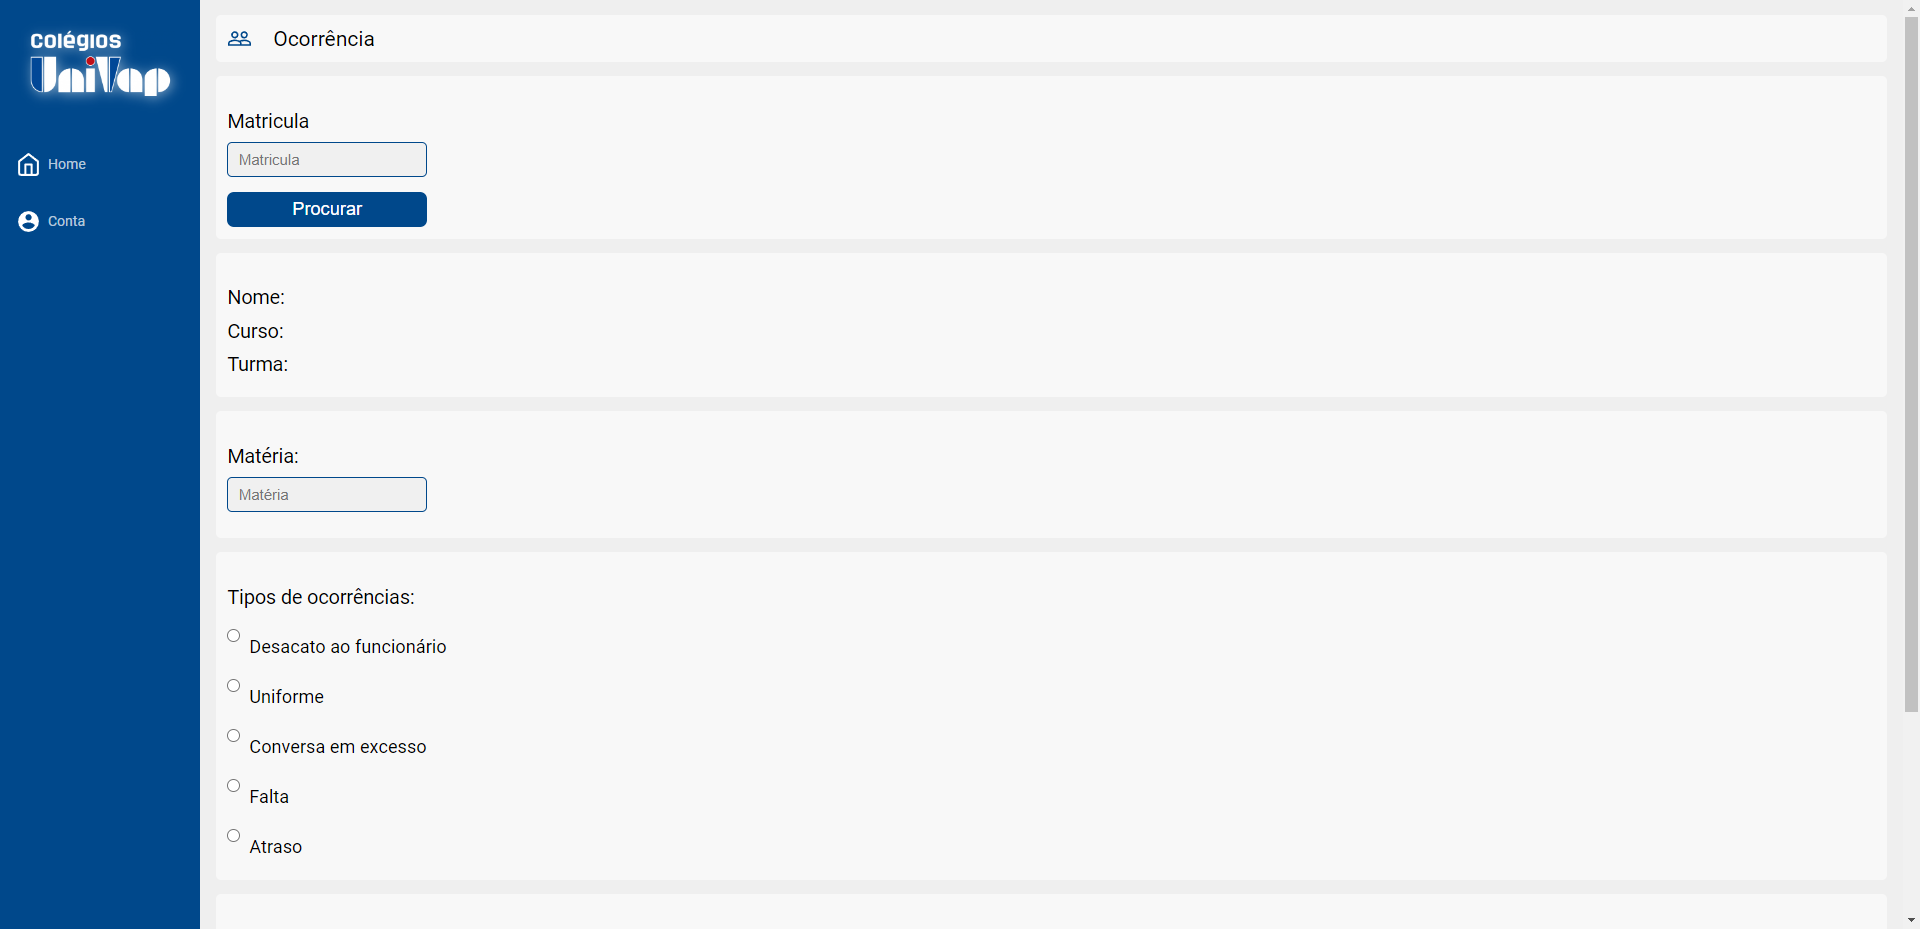 Colégios
UniVap
Home
Conta
Ocorrência
Matricula
Matricula
Procurar
Nome:
Curso:
Turma:
Matéria:
Matéria
Tipos de ocorrências:
Desacato ao funcionário
Uniforme
Conversa em excesso
Falta
Atraso